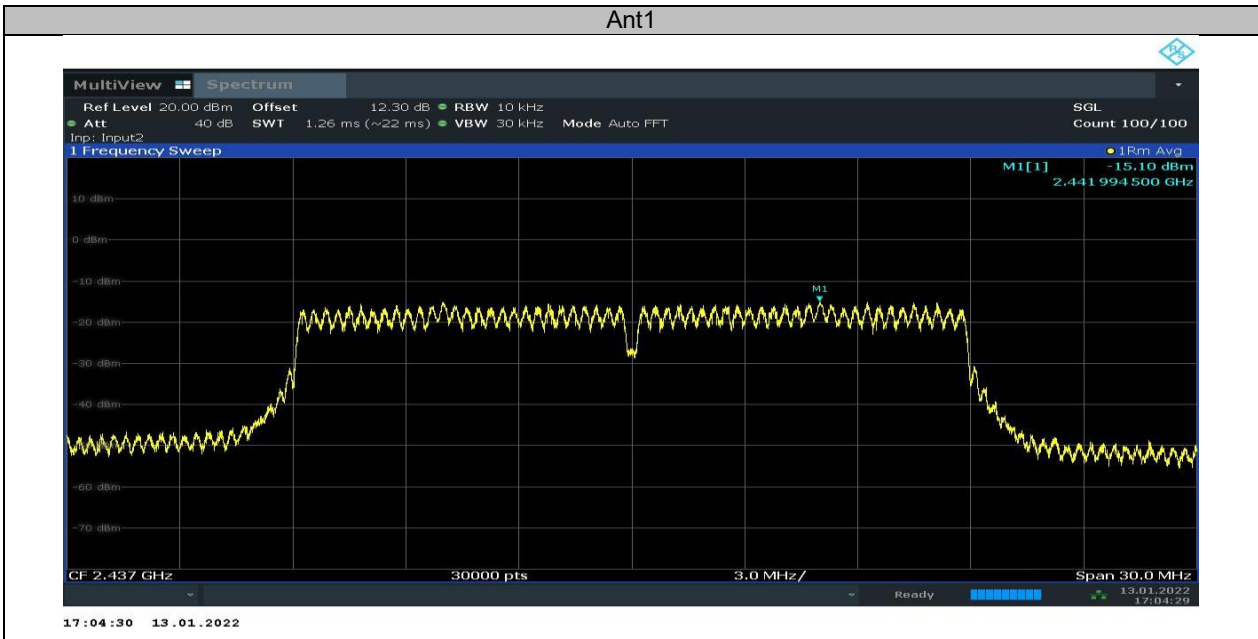 Ant1
R&S
MultiView Spectrum
Ref Level 20.00 dBm Offset 12.30 dB RBW 10 kHz SGL
Att 40 dB SWT 1.26 ms (~22 ms) VBW 30 kHz Mode Auto FFT Count 100/100
Inp: Input2
1 Frequency Sweep 1Rm Avg
M1[1] -15.10 dBm
2.441 994 500 GHz
10 dBm
0 dBm
-10 dBm
M1
-20 dBm
-30 dBm
-40 dBm
-60 dBm
-70 dBm
CF 2.437 GHz 30000 pts 3.0 MHz/ Span 30.0 MHz
Ready 13.01.2022
17:04:29
17:04:30 13.01.2022